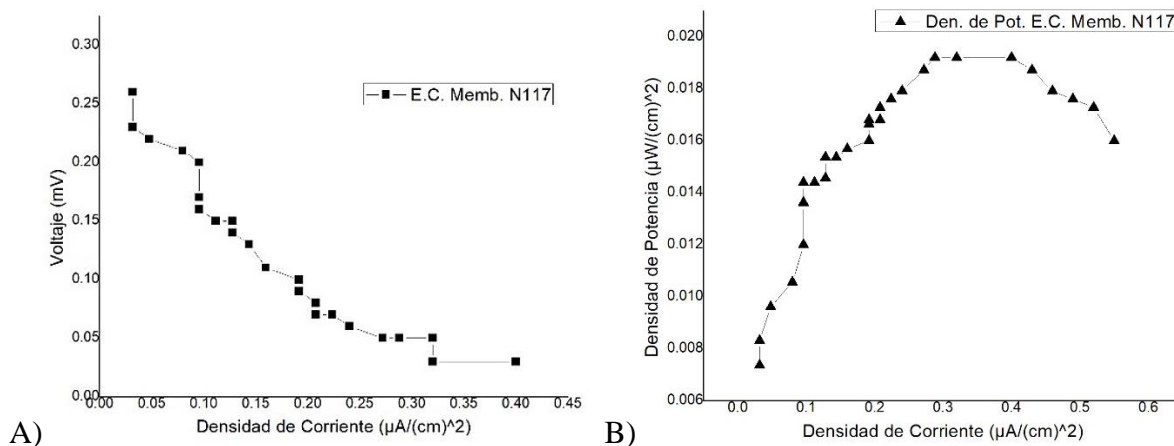 0.30
0.25
0.20
0.15
0.10
0.05
0.00
Voltaje (mV)
E.C. Memb. N117
0.00 0.05 0.10 0.15 0.20 0.25 0.30 0.35 0.40 0.45
Densidad de Corriente (µA/(cm)^2)
A)
Den. de Pot. E.C. Memb. N117
0.020
0.018
0.016
0.014
0.012
0.010
0.008
0.006
Densidad de Potencia (µW/(cm)^2)
0.0 0.1 0.2 0.3 0.4 0.5 0.6
Densidad de Corriente (µA/(cm)^2)
B)